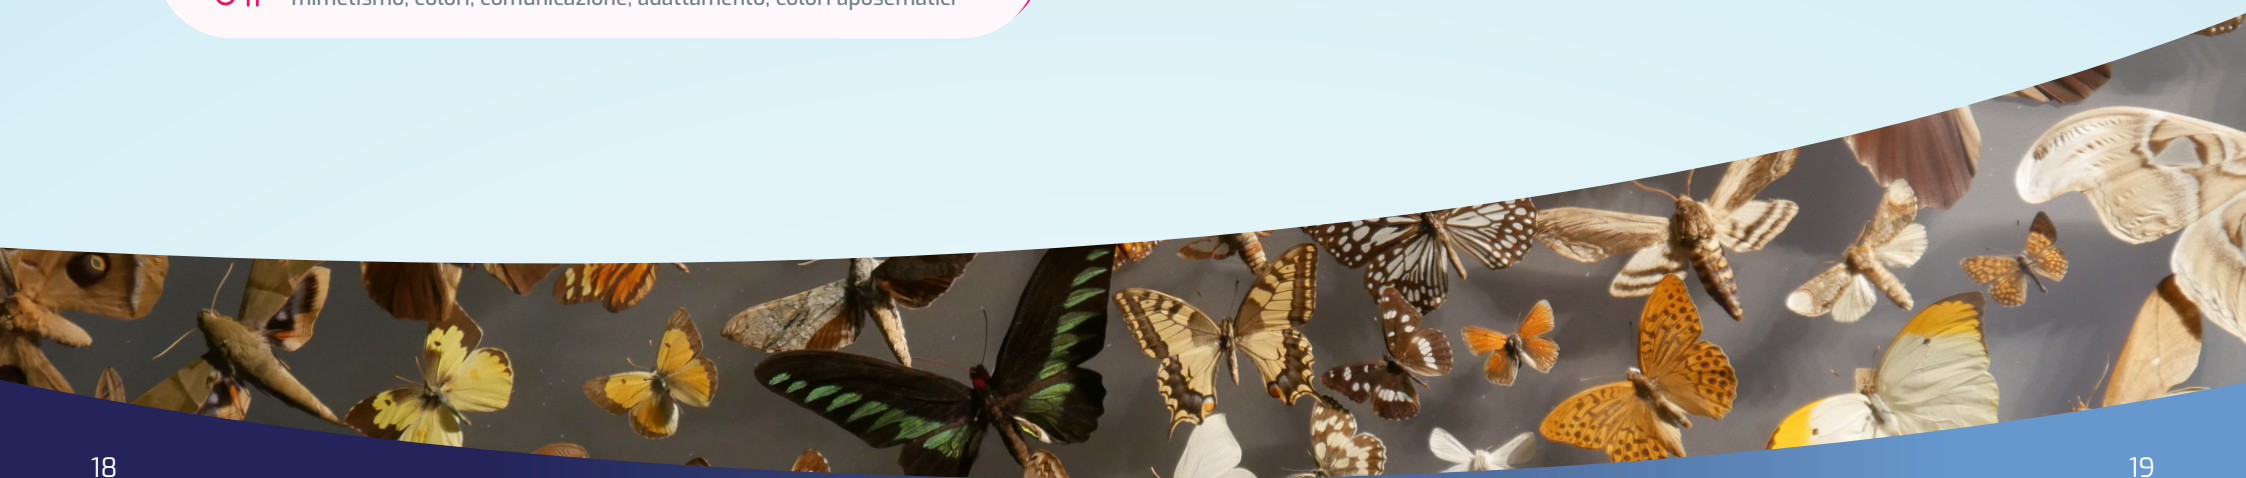 mimetismo, colori, comunicazione, adattamento, colori aposematici
18
19